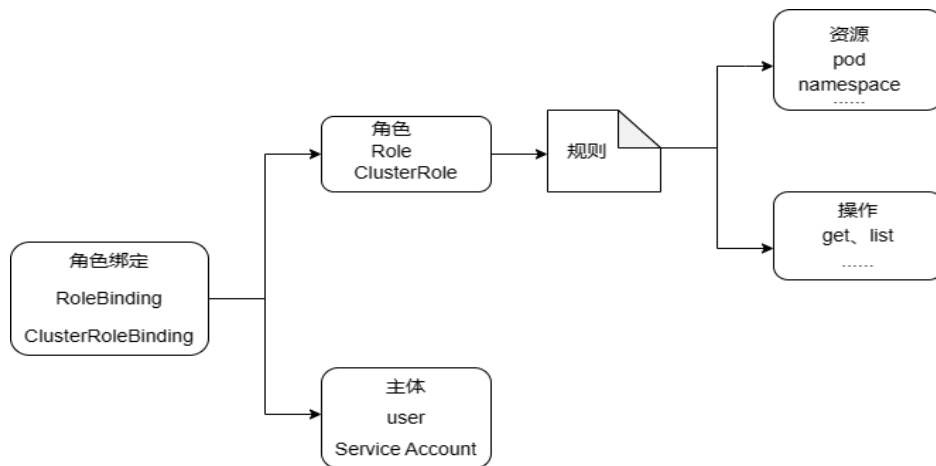 资源
pod
namespace
......
角色
Role
ClusterRole
规则
操作
get、list
......
角色绑定
RoleBinding
ClusterRoleBinding
主体
user
Service Account